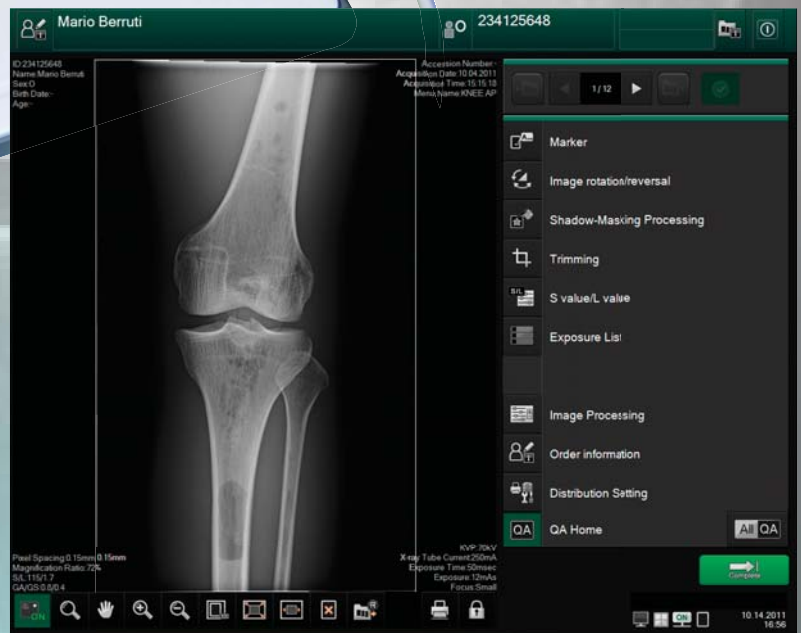 Mario Berruti
234125648
ID:234125648
Name:Mario Berruti
Sex:O
Birth Date:-
Age:-
Accession Number:-
Acquisition Date:10.04.2011
Acquisition Time:15:15:18
Menu Name:KNEE AP
1/12
Marker
Image rotation/reversal
Shadow-Masking Processing
Trimming
S/L
S value/L value
Exposure List
Image Processing
Order information
Distribution Setting
QA
QA Home
All QA
Pixel Spacing:0.15mm 0.15mm
Magnification Ratio:72%
S/L:115/1.7
GA/GS:0.8/0.4
KVP:70kV
X-ray Tube Current:250mA
Exposure Time:50msec
Exposure:12mAs
Focus:Small
Complete
ON
ON
10.14.2011
16:56